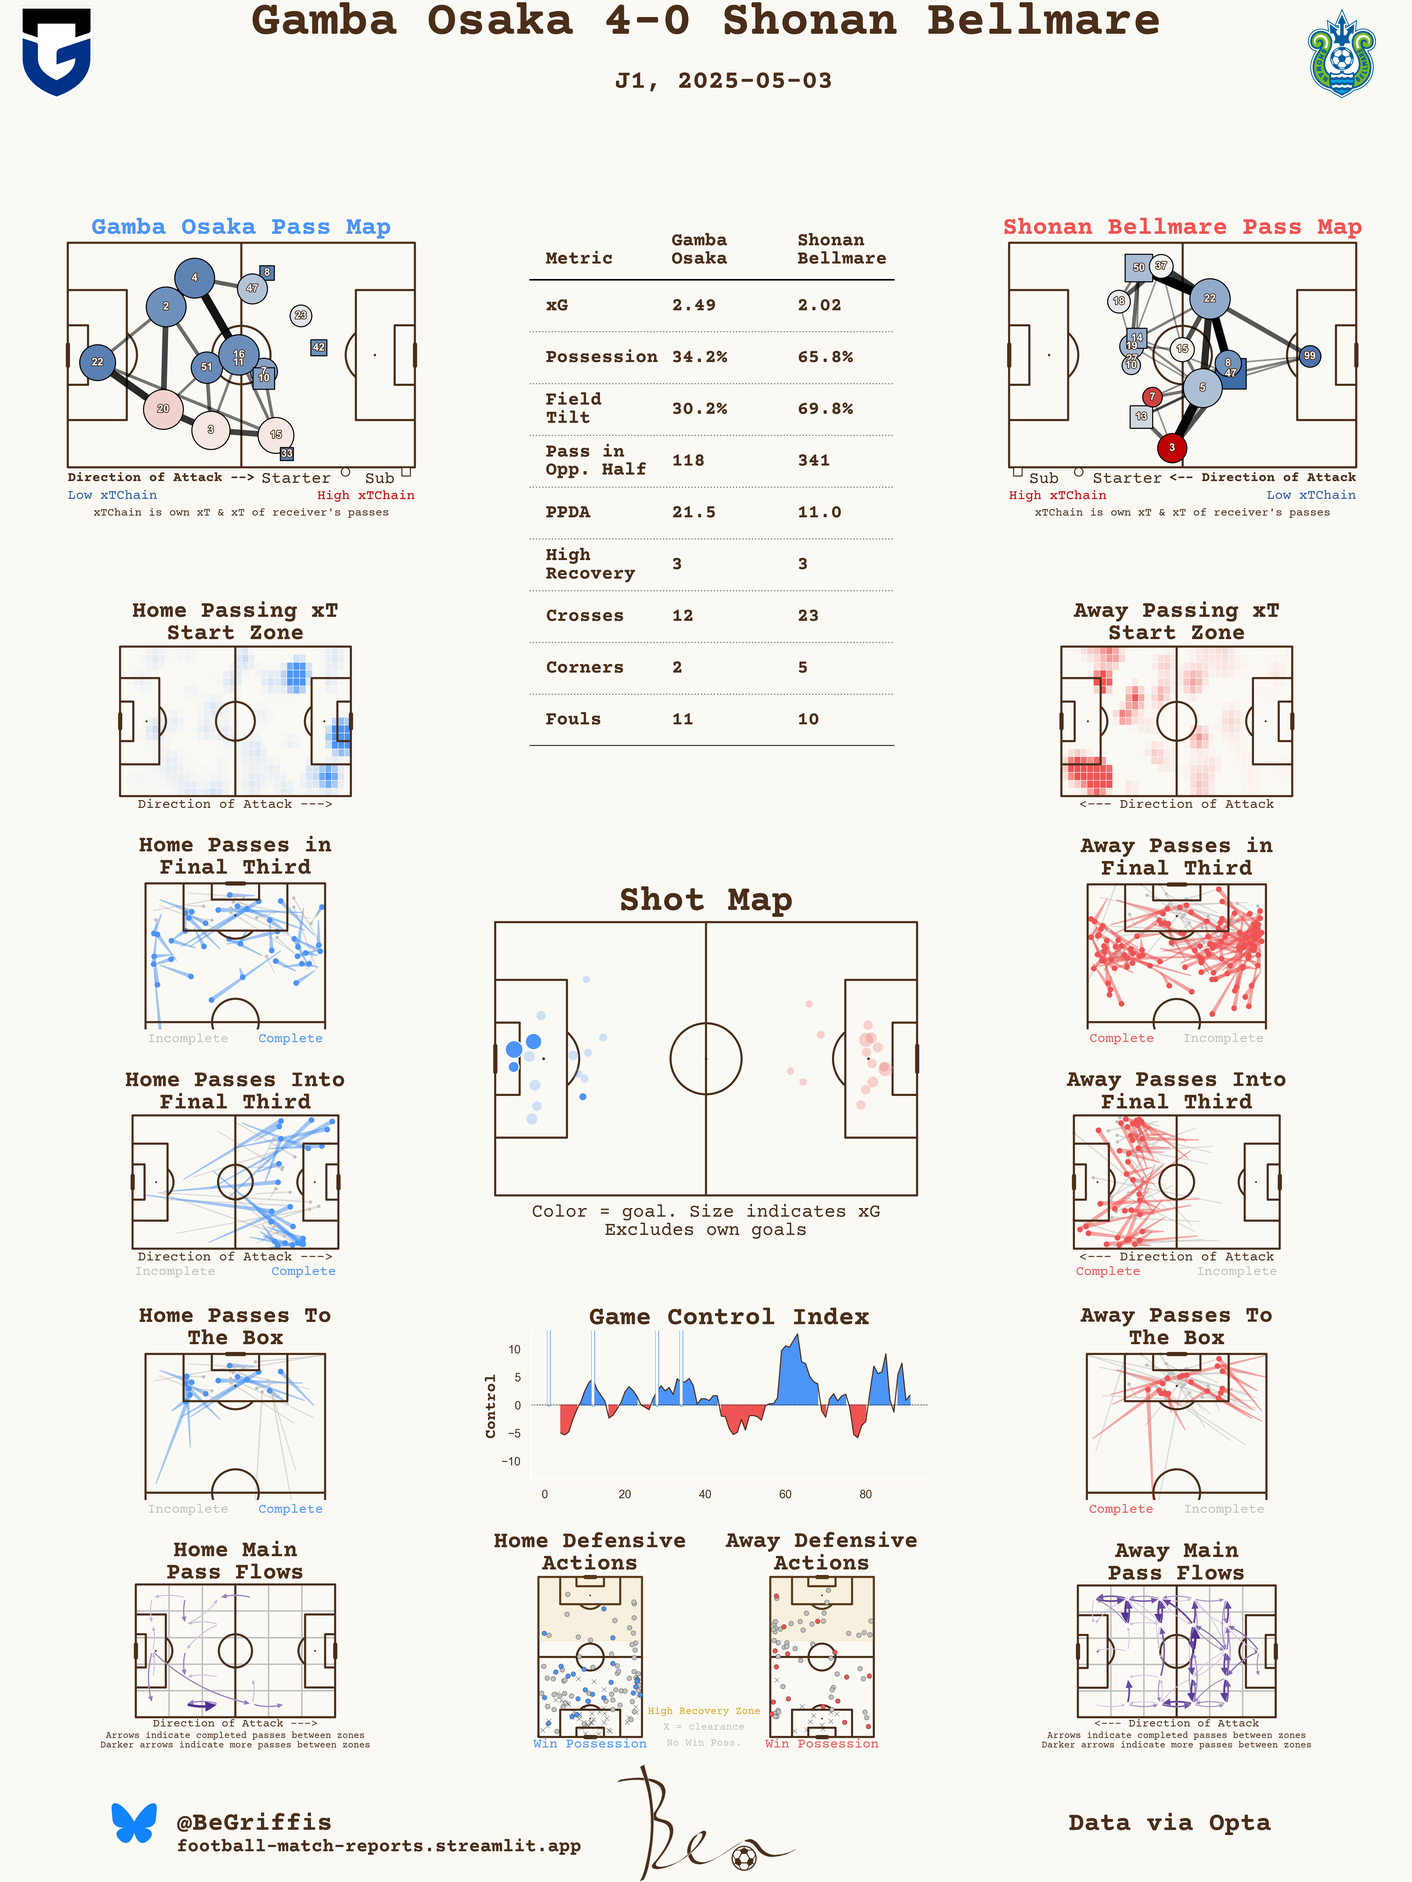 Gamba Osaka 4-0 Shonan Bellmare
J1, 2025-05-03
Gamba Osaka Pass Map
4
8
47
2
23
42
16
11
22
51
7
10
20
3
15
33
Direction of Attack --> Starter Sub
Low xTChain High xTChain
xTChain is own xT & xT of receiver's passes
Metric Gamba Osaka Shonan Bellmare
xG 2.49 2.02
Possession 34.2% 65.8%
Field Tilt 30.2% 69.8%
Pass in Opp. Half 118 341
PPDA 21.5 11.0
High Recovery 3 3
Crosses 12 23
Corners 2 5
Fouls 11 10
Shonan Bellmare Pass Map
50
37
18
22
14
19
15
10
8
47
99
5
7
13
3
Sub Starter <-- Direction of Attack
High xTChain Low xTChain
xTChain is own xT & xT of receiver's passes
Home Passing xT
Start Zone
Direction of Attack --->
Away Passing xT
Start Zone
<--- Direction of Attack
Home Passes in
Final Third
Incomplete Complete
Away Passes in
Final Third
Complete Incomplete
Shot Map
Color = goal. Size indicates xG
Excludes own goals
Home Passes Into
Final Third
Direction of Attack --->
Incomplete Complete
Away Passes Into
Final Third
<--- Direction of Attack
Complete Incomplete
Home Passes To
The Box
Incomplete Complete
Game Control Index
Control
10
5
0
−5
−10
0 20 40 60 80
Away Passes To
The Box
Complete Incomplete
Home Main
Pass Flows
Direction of Attack --->
Arrows indicate completed passes between zones
Darker arrows indicate more passes between zones
Home Defensive
Actions
Win Possession
High Recovery Zone
X = clearance
No Win Poss.
Away Defensive
Actions
Win Possession
Away Main
Pass Flows
<--- Direction of Attack
Arrows indicate completed passes between zones
Darker arrows indicate more passes between zones
@BeGriffis
football-match-reports.streamlit.app
Ben
Data via Opta